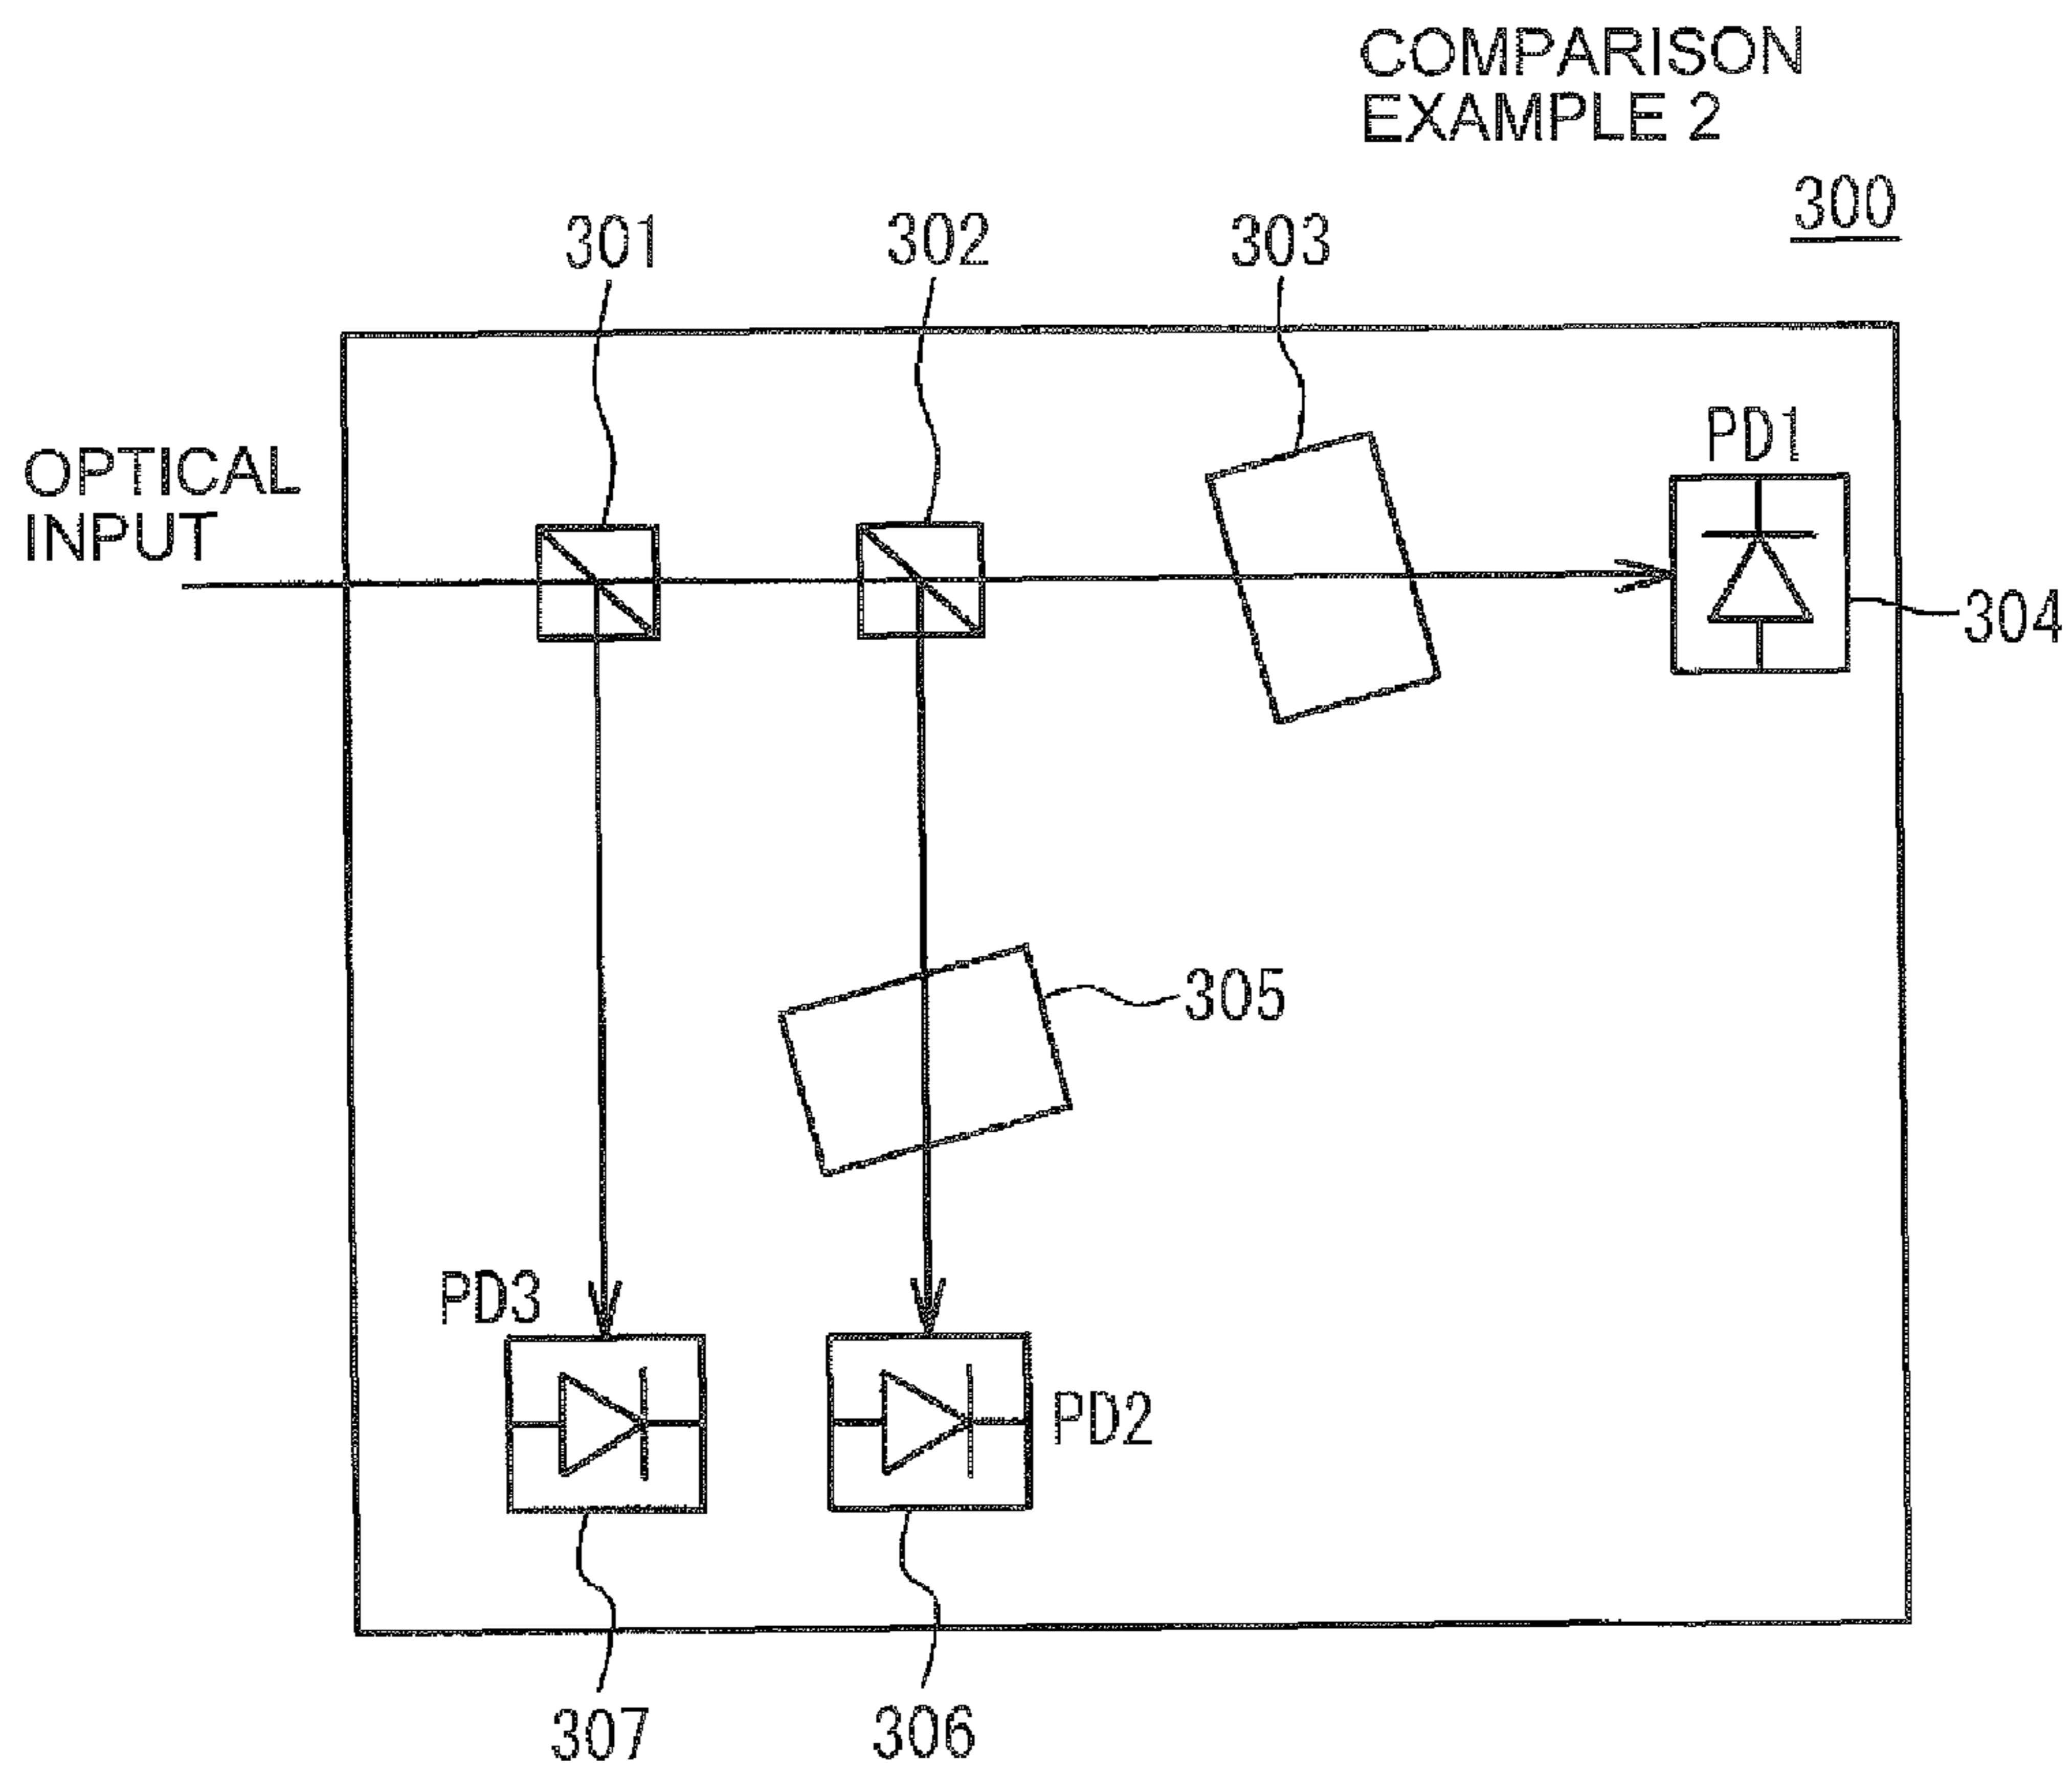 COMPARISON
EXAMPLE 2
300
301
302
303
OPTICAL
INPUT
PD1
304
305
PD3
PD2
307
306